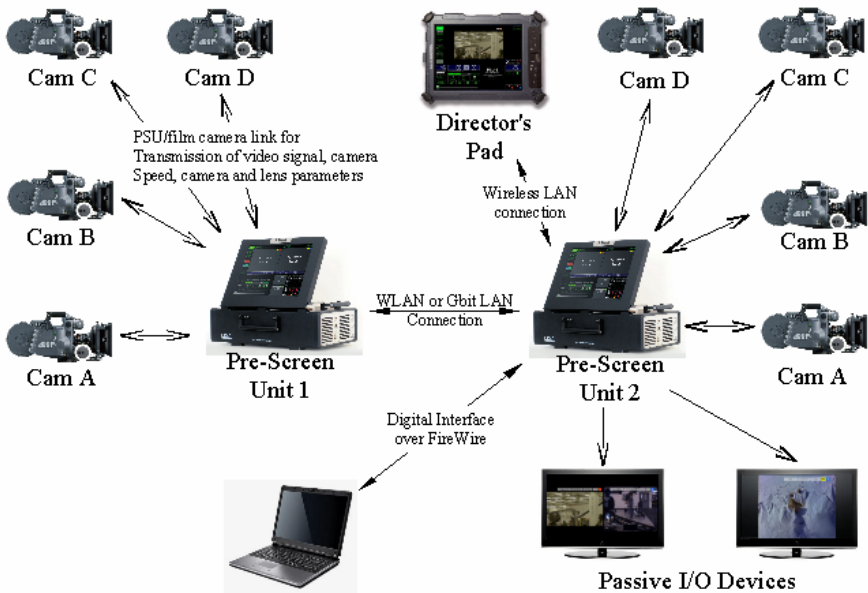 Cam C
Cam D
Director's
Pad
Cam D
Cam C
PSU/film camera link for
Transmission of video signal, camera
Speed, camera and lens parameters
Wireless LAN
connection
Cam B
Cam B
WLAN or Gbit LAN
Connection
Cam A
Pre-Screen
Unit 1
Pre-Screen
Unit 2
Cam A
Digital Interface
over FireWire
Passive I/O Devices